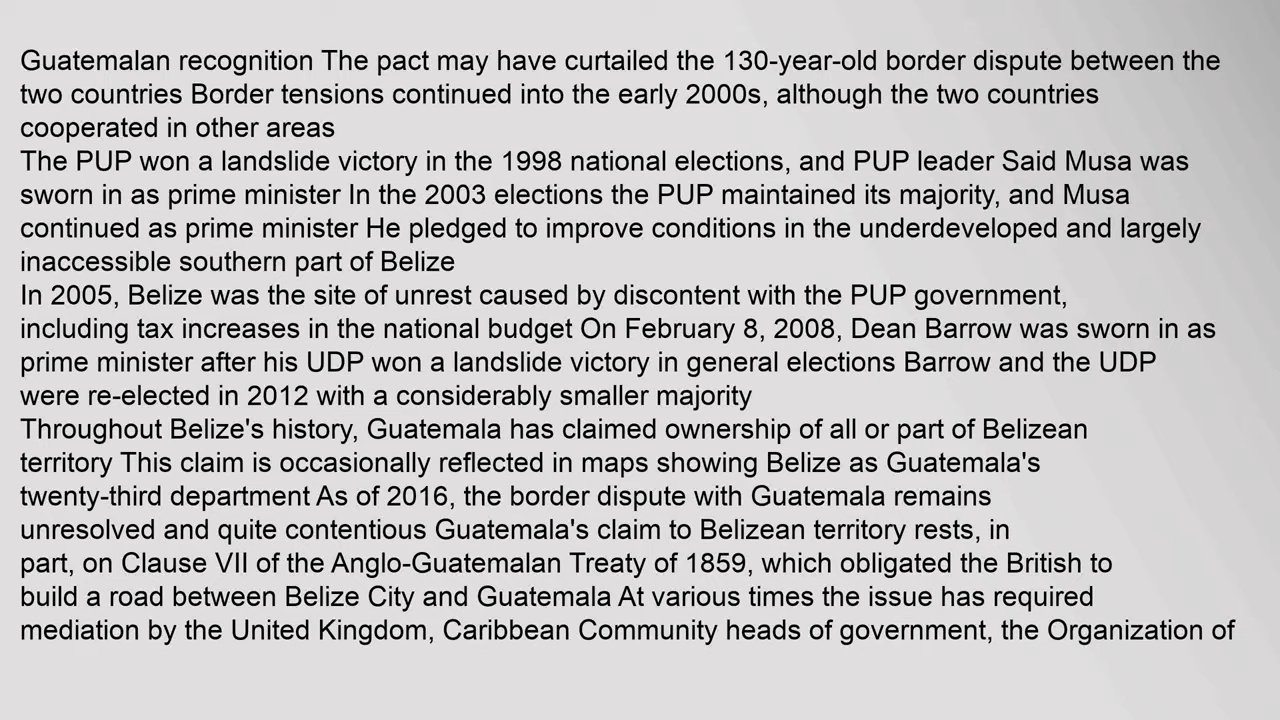 Guatemalan recognition The pact may have curtailed the 130-year-old border dispute between the
two countries Border tensions continued into the early 2000s, although the two countries
cooperated in other areas
The PUP won a landslide victory in the 1998 national elections, and PUP leader Said Musa was
sworn in as prime minister In the 2003 elections the PUP maintained its majority, and Musa
continued as prime minister He pledged to improve conditions in the underdeveloped and largely
inaccessible southern part of Belize
In 2005, Belize was the site of unrest caused by discontent with the PUP government,
including tax increases in the national budget On February 8, 2008, Dean Barrow was sworn in as
prime minister after his UDP won a landslide victory in general elections Barrow and the UDP
were re-elected in 2012 with a considerably smaller majority
Throughout Belize's history, Guatemala has claimed ownership of all or part of Belizean
territory This claim is occasionally reflected in maps showing Belize as Guatemala's
twenty-third department As of 2016, the border dispute with Guatemala remains
unresolved and quite contentious Guatemala's claim to Belizean territory rests, in
part, on Clause VII of the Anglo-Guatemalan Treaty of 1859, which obligated the British to
build a road between Belize City and Guatemala At various times the issue has required
mediation by the United Kingdom, Caribbean Community heads of government, the Organization of